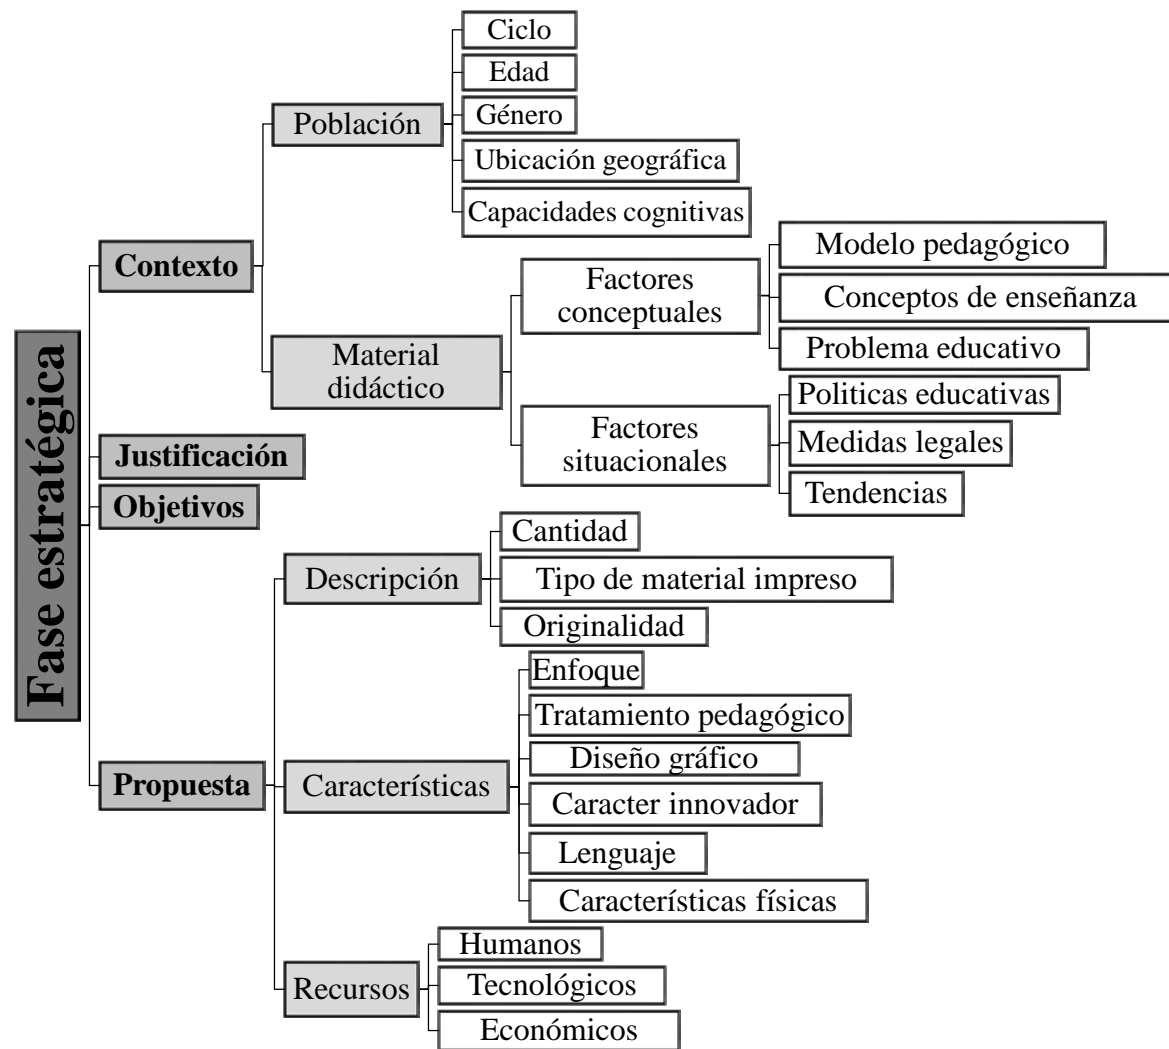 Fase estratégica
Contexto
Población
Ciclo
Edad
Género
Ubicación geográfica
Capacidades cognitivas
Material
didáctico
Factores
conceptuales
Modelo pedagógico
Conceptos de enseñanza
Problema educativo
Factores
situacionales
Politicas educativas
Medidas legales
Tendencias
Justificación
Objetivos
Propuesta
Descripción
Cantidad
Tipo de material impreso
Originalidad
Características
Enfoque
Tratamiento pedagógico
Diseño gráfico
Caracter innovador
Lenguaje
Características físicas
Recursos
Humanos
Tecnológicos
Económicos